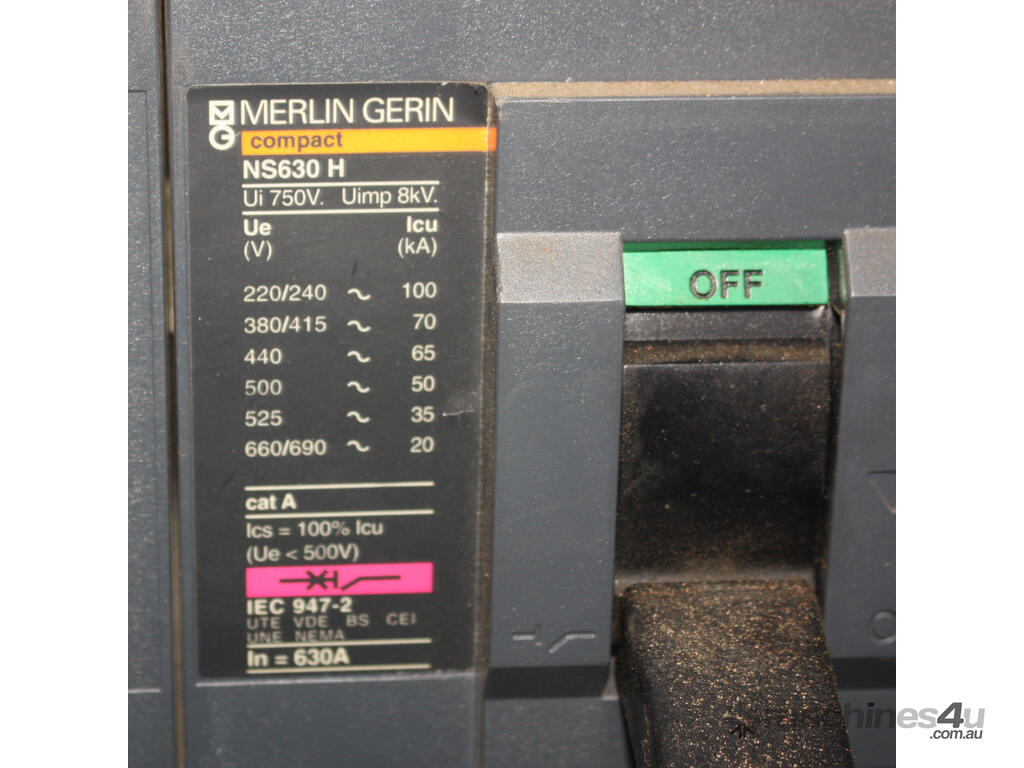 MERLIN GERIN
compact
NS630 H
Ui 750V. Uimp 8kV.
Ue Icu
(V) (kA)
220/240 ~ 100
380/415 ~ 70
440 ~ 65
500 ~ 50
525 ~ 35
660/690 ~ 20
cat A
Ics = 100% Icu
(Ue < 500V)
IEC 947-2
UTE VDE BS CEI
UNE NEMA
In = 630A
OFF
machines4u
.com.au